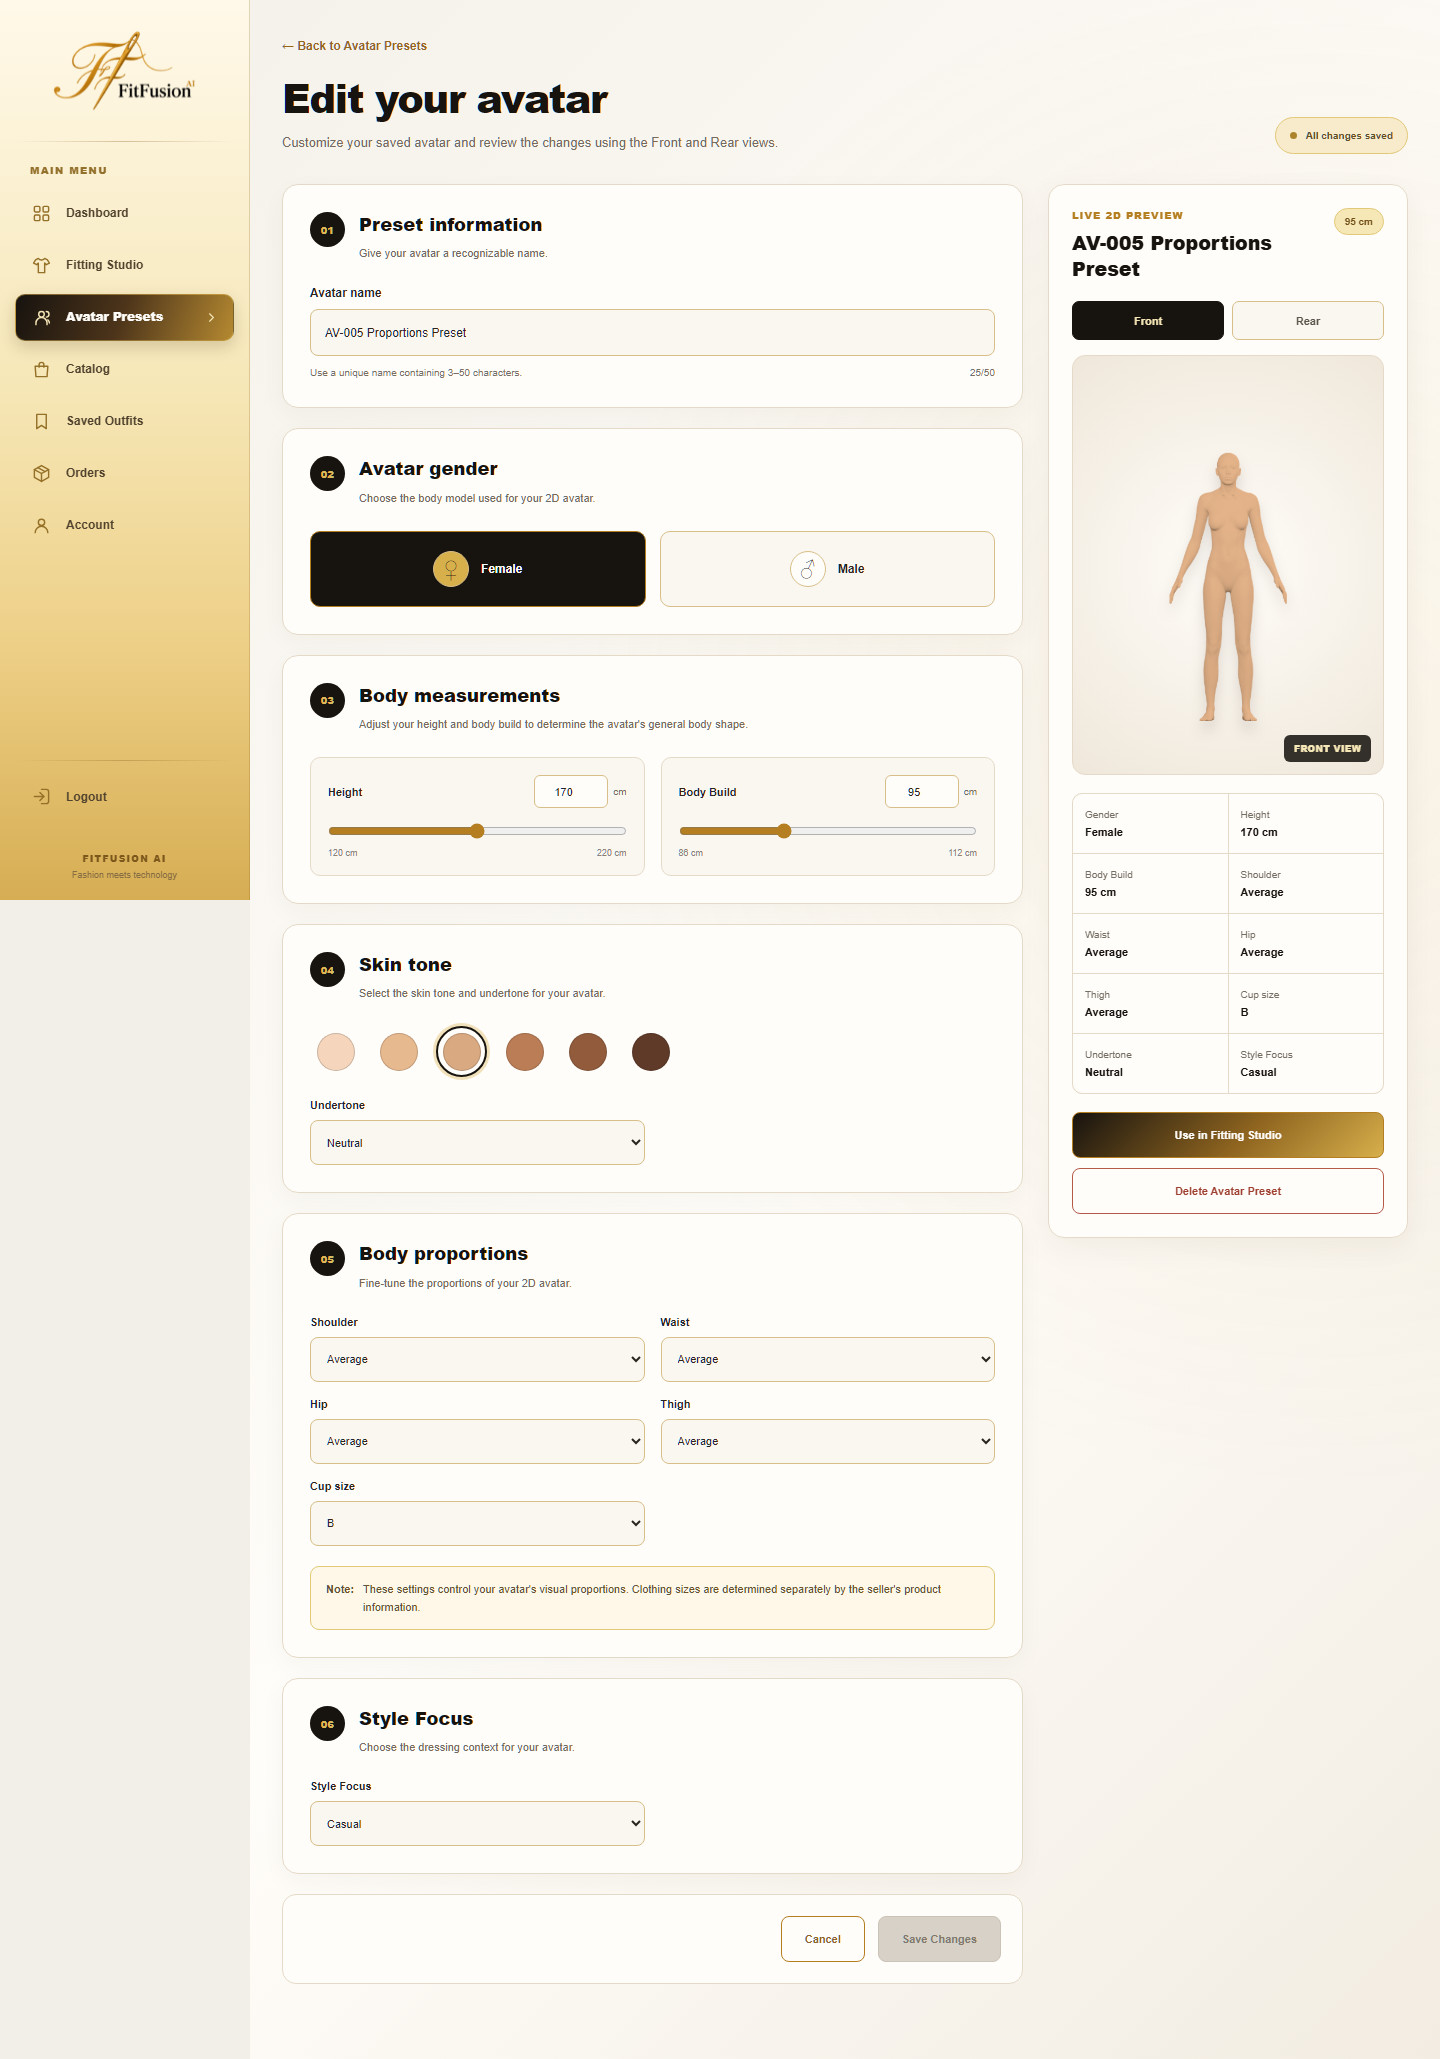 FitFusion AI
MAIN MENU
Dashboard
Fitting Studio
Avatar Presets
Catalog
Saved Outfits
Orders
Account
Logout
FITFUSION AI
Fashion meets technology
← Back to Avatar Presets
Edit your avatar
Customize your saved avatar and review the changes using the Front and Rear views.
All changes saved
01
Preset information
Give your avatar a recognizable name.
Avatar name
AV-005 Proportions Preset
Use a unique name containing 3–50 characters.
25/50
02
Avatar gender
Choose the body model used for your 2D avatar.
Female
Male
03
Body measurements
Adjust your height and body build to determine the avatar's general body shape.
Height
170 cm
120 cm
220 cm
Body Build
95 cm
86 cm
112 cm
04
Skin tone
Select the skin tone and undertone for your avatar.
Undertone
Neutral
05
Body proportions
Fine-tune the proportions of your 2D avatar.
Shoulder
Average
Waist
Average
Hip
Average
Thigh
Average
Cup size
B
Note: These settings control your avatar's visual proportions. Clothing sizes are determined separately by the seller's product
information.
06
Style Focus
Choose the dressing context for your avatar.
Style Focus
Casual
Cancel
Save Changes
LIVE 2D PREVIEW
95 cm
AV-005 Proportions
Preset
Front
Rear
FRONT VIEW
Gender
Female
Height
170 cm
Body Build
95 cm
Shoulder
Average
Waist
Average
Hip
Average
Thigh
Average
Cup size
B
Undertone
Neutral
Style Focus
Casual
Use in Fitting Studio
Delete Avatar Preset